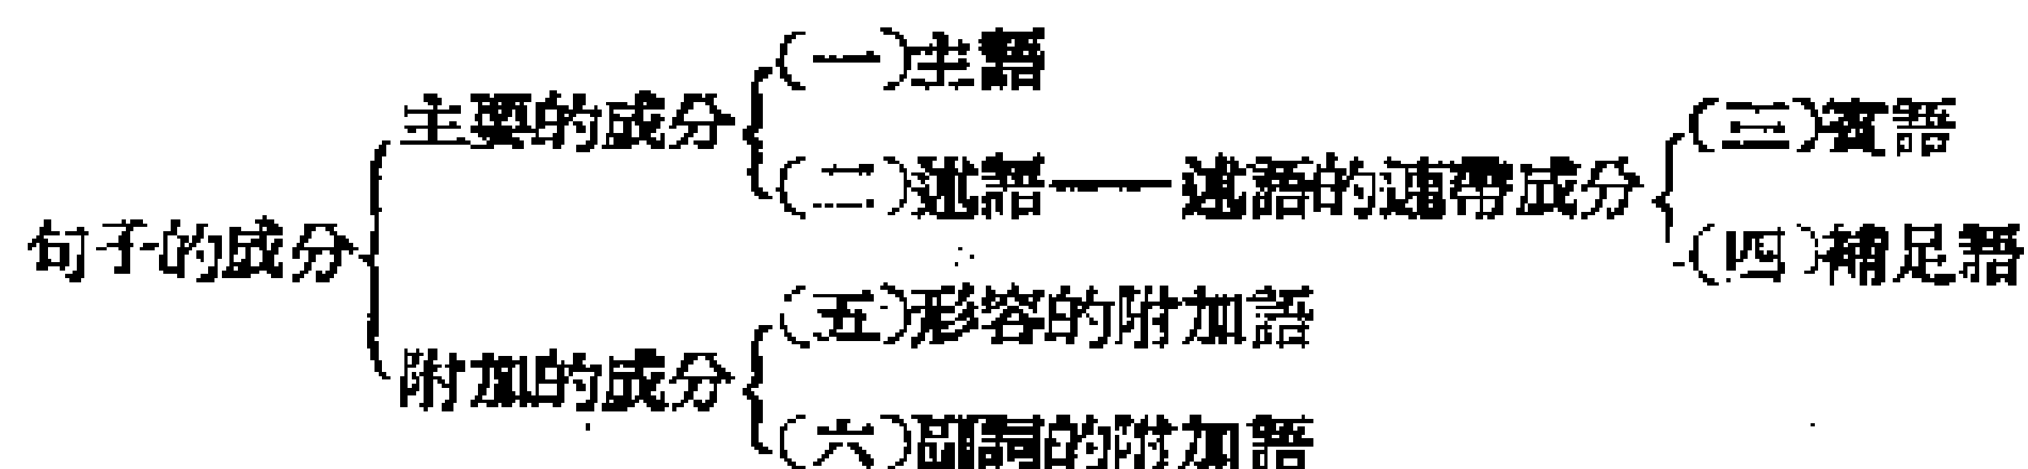 (一)主語
主要的成分
(三)賓語
(二)述語——述語的連帶成分
句子的成分
(四)補足語
(五)形容的附加語
附加的成分
(六)副詞的附加語